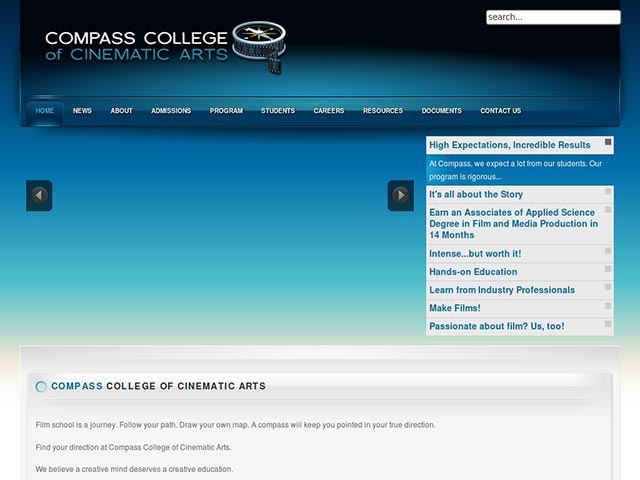 COMPASS COLLEGE
of CINEMATIC ARTS
search...
HOME NEWS ABOUT ADMISSIONS PROGRAM STUDENTS CAREERS RESOURCES DOCUMENTS CONTACT US
High Expectations, Incredible Results
At Compass, we expect a lot from our students. Our
program is rigorous...
It's all about the Story
Earn an Associates of Applied Science
Degree in Film and Media Production in
14 Months
Intense...but worth it!
Hands-on Education
Learn from Industry Professionals
Make Films!
Passionate about film? Us, too!
COMPASS COLLEGE OF CINEMATIC ARTS
Film school is a journey. Follow your path. Draw your own map. A compass will keep you pointed in your true direction.
Find your direction at Compass College of Cinematic Arts.
We believe a creative mind deserves a creative education.